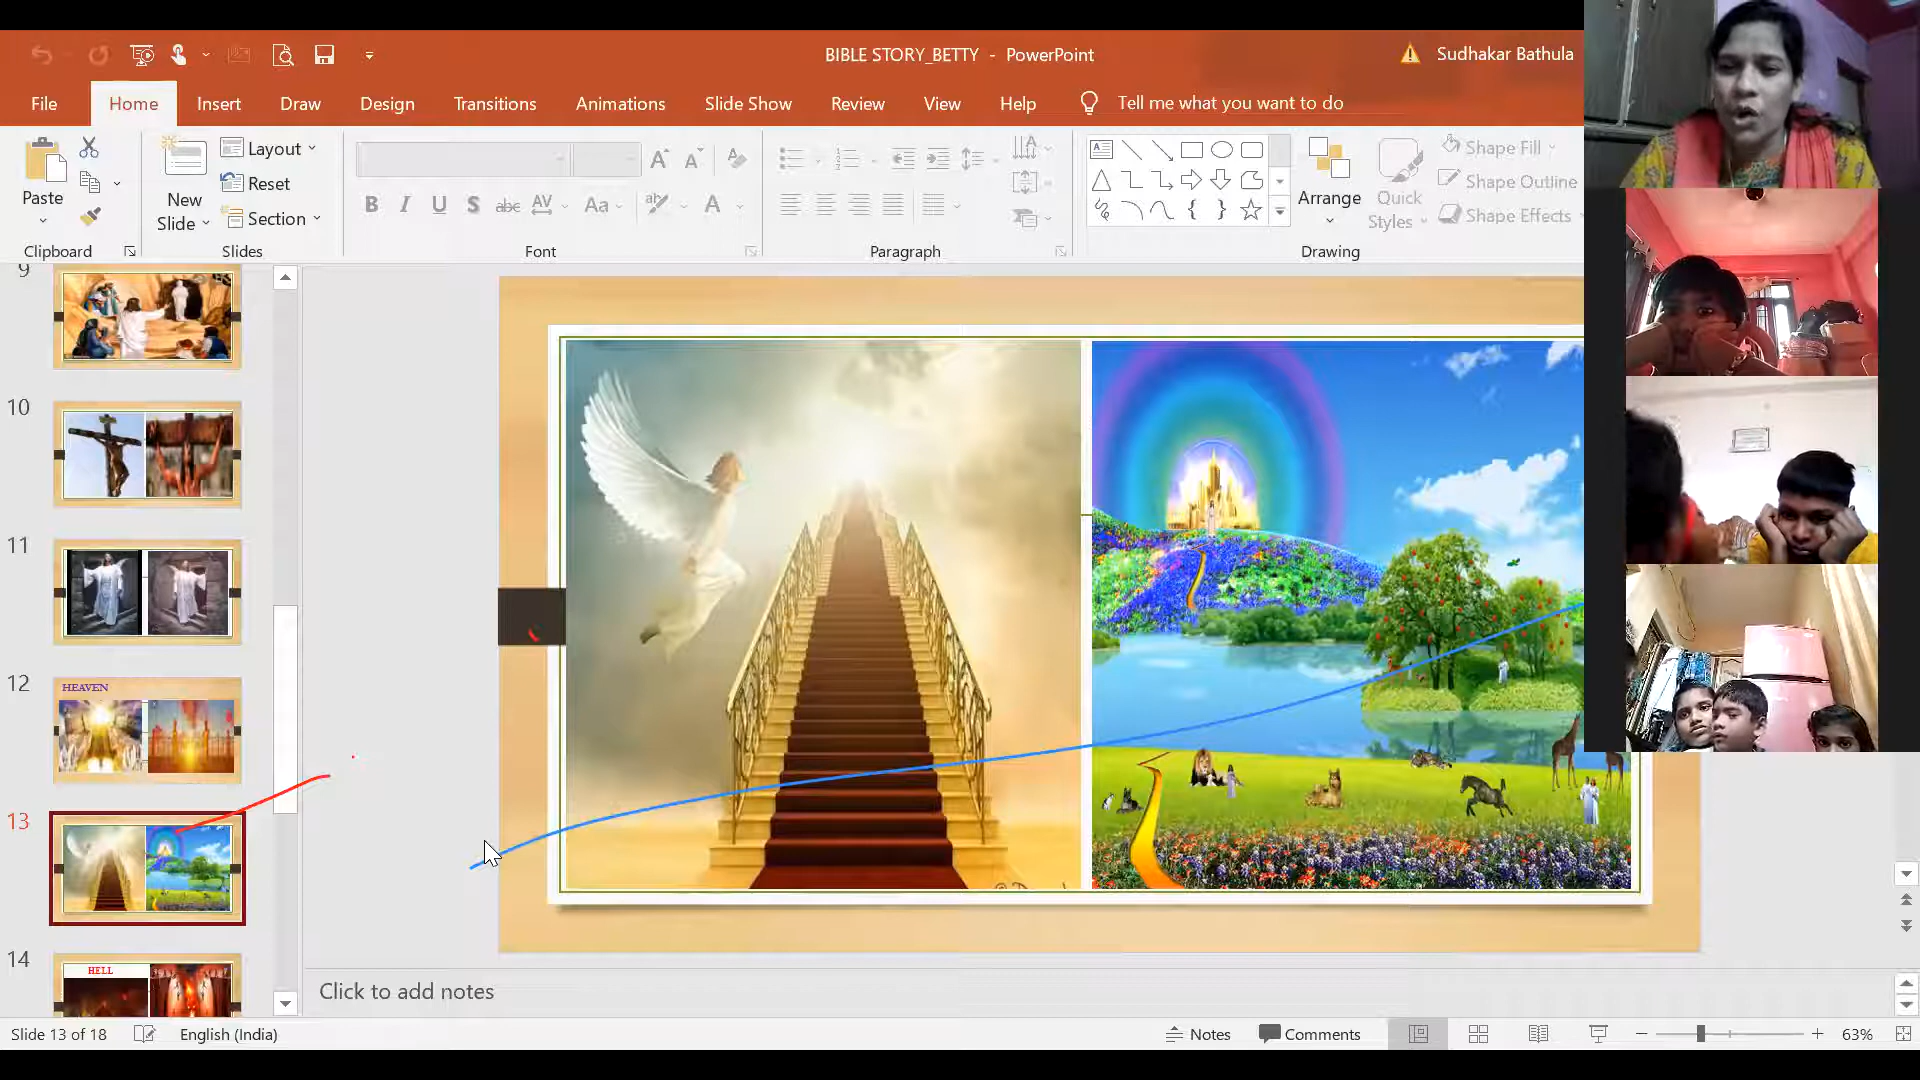 BIBLE STORY_BETTY - PowerPoint
Sudhakar Bathula
File Home Insert Draw Design Transitions Animations Slide Show Review View Help Tell me what you want to do
Paste
New Slide
Layout
Reset
Section
B I U S abc AV Aa A
Arrange
Quick Styles
Shape Fill
Shape Outline
Shape Effects
Clipboard Slides Font Paragraph Drawing
9
10
11
12
HEAVEN
13
14
HELL
Click to add notes
Slide 13 of 18 English (India) Notes Comments 63%